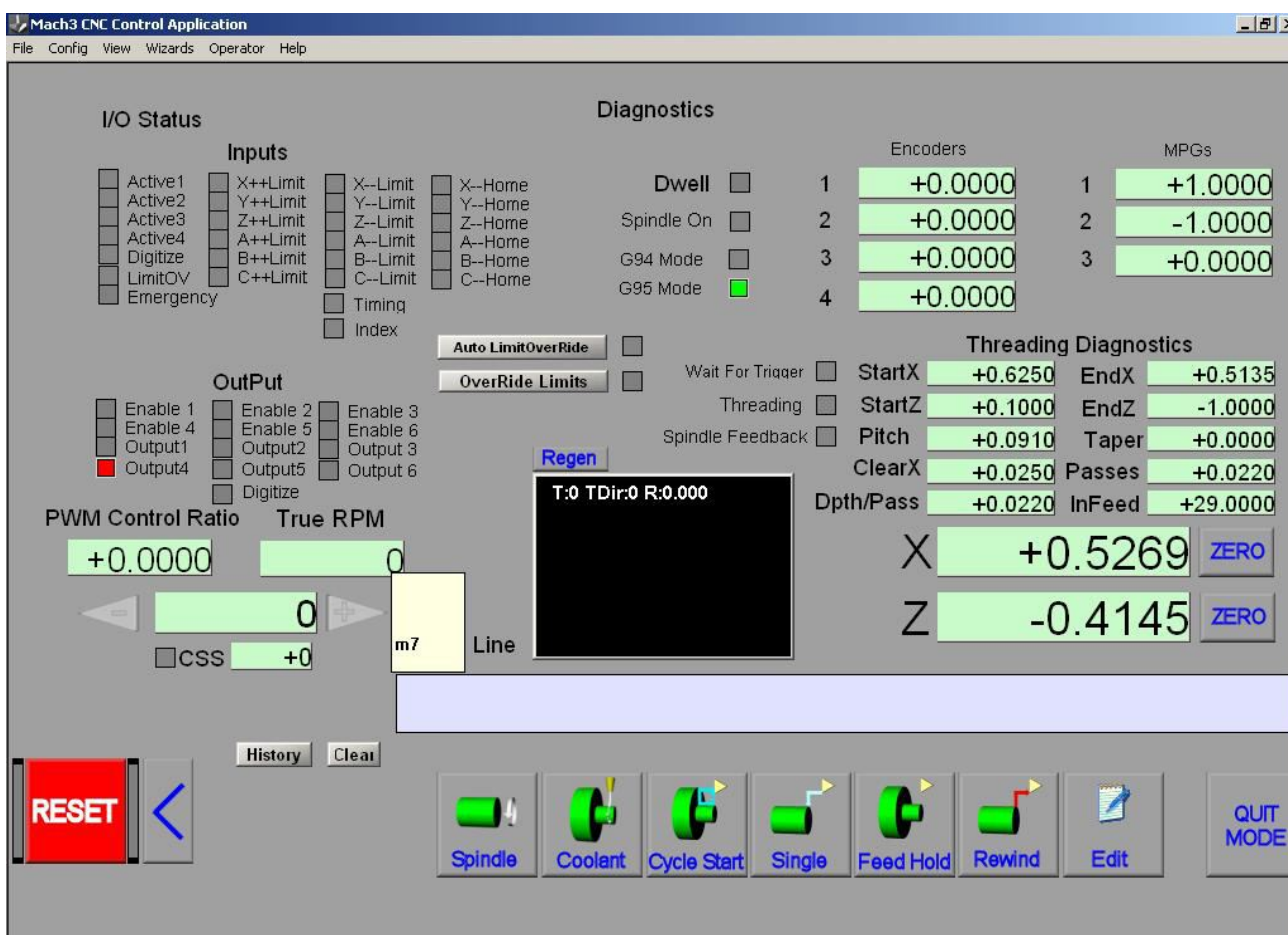 Mach3 CNC Control Application
File Config View Wizards Operator Help
I/O Status
Diagnostics
Inputs
Encoders
MPGs
Active1 X++Limit X--Limit X--Home
Active2 Y++Limit Y--Limit Y--Home
Active3 Z++Limit Z--Limit Z--Home
Active4 A++Limit A--Limit A--Home
Digitize B++Limit B--Limit B--Home
LimitOV C++Limit C--Limit C--Home
Emergency
Timing
Index
Dwell
Spindle On
G94 Mode
G95 Mode
1 +0.0000
2 +0.0000
3 +0.0000
4 +0.0000
1 +1.0000
2 -1.0000
3 +0.0000
Auto LimitOverRide
OverRide Limits
Wait For Trigger
Threading
Spindle Feedback
Threading Diagnostics
StartX +0.6250 EndX +0.5135
StartZ +0.1000 EndZ -1.0000
Pitch +0.0910 Taper +0.0000
ClearX +0.0250 Passes +0.0220
Dpth/Pass +0.0220 InFeed +29.0000
OutPut
Enable 1 Enable 2 Enable 3
Enable 4 Enable 5 Enable 6
Output1 Output2 Output 3
Output4 Output5 Output 6
Digitize
Regen
T:0 TDir:0 R:0.000
PWM Control Ratio True RPM
+0.0000 0
0
CSS +0
m7
Line
X +0.5269 ZERO
Z -0.4145 ZERO
History Clear
RESET
Spindle Coolant Cycle Start Single Feed Hold Rewind Edit
QUIT
MODE